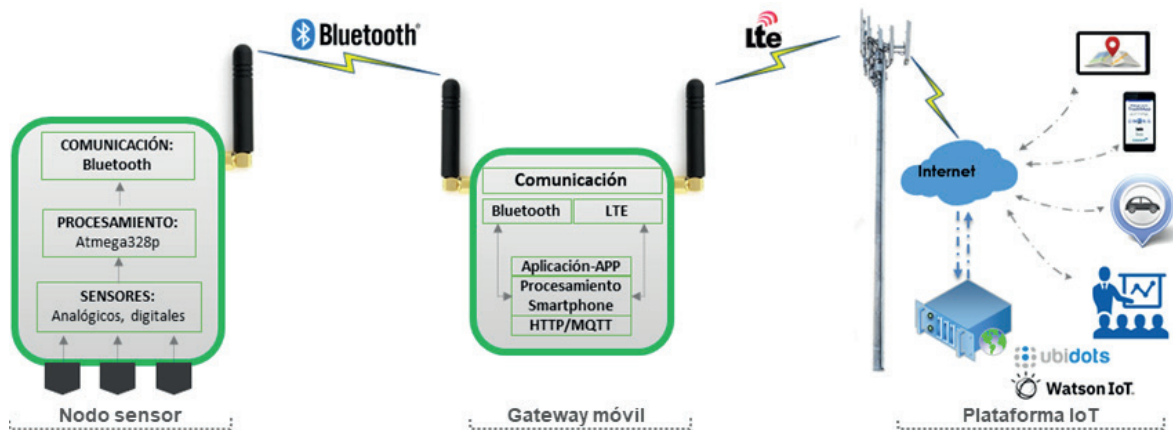 Bluetooth®
Lte
COMUNICACIÓN:
Bluetooth
PROCESAMIENTO:
Atmega328p
SENSORES:
Analógicos, digitales
Nodo sensor
Comunicación
Bluetooth
LTE
Aplicación-APP
Procesamiento
Smartphone
HTTP/MQTT
Gateway móvil
Internet
ubidots
Watson IoT.
Plataforma IoT